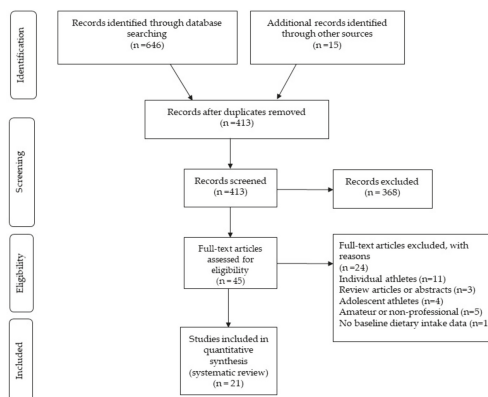 Identification
Records identified through database
searching
(n =646)
Additional records identified
through other sources
(n =15)
Records after duplicates removed
(n =413)
Screening
Records screened
(n =413)
Records excluded
(n = 368)
Eligibility
Full-text articles
assessed for
eligibility
(n = 45)
Full-text articles excluded, with
reasons
(n =24)
Individual athletes (n=11)
Review articles or abstracts (n=3)
Adolescent athletes (n=4)
Amateur or non-professional (n=5)
No baseline dietary intake data (n=1
Included
Studies included in
quantitative
synthesis
(systematic review)
(n = 21)